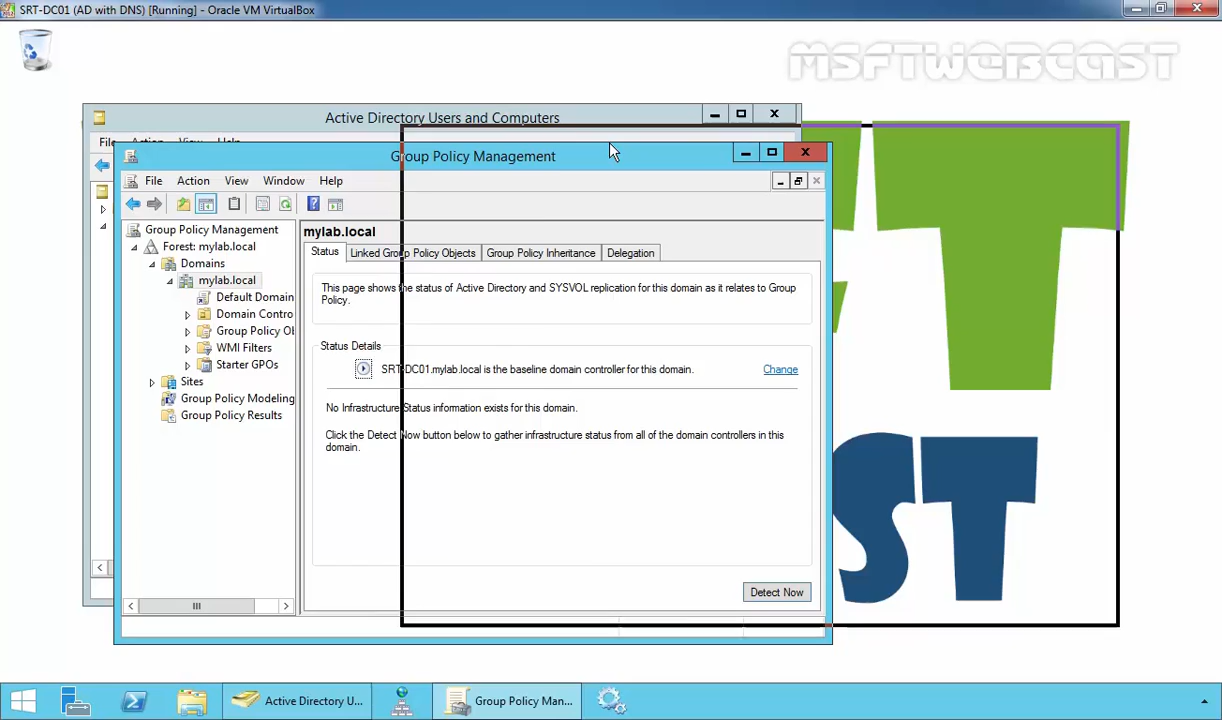 SRT-DC01 (AD with DNS) [Running] - Oracle VM VirtualBox
MSFTWEBCAST
Active Directory Users and Computers
File Action View Help
Group Policy Management
File Action View Window Help
Group Policy Management
Forest: mylab.local
Domains
mylab.local
Default Domain
Domain Contro
Group Policy Ob
WMI Filters
Starter GPOs
Sites
Group Policy Modeling
Group Policy Results
mylab.local
Status Linked Group Policy Objects Group Policy Inheritance Delegation
This page shows the status of Active Directory and SYSVOL replication for this domain as it relates to Group
Policy.
Status Details
SRT-DC01.mylab.local is the baseline domain controller for this domain.
Change
No Infrastructure Status information exists for this domain.
Click the Detect Now button below to gather infrastructure status from all of the domain controllers in this
domain.
Detect Now
T
ST
Active Directory U...
Group Policy Man...